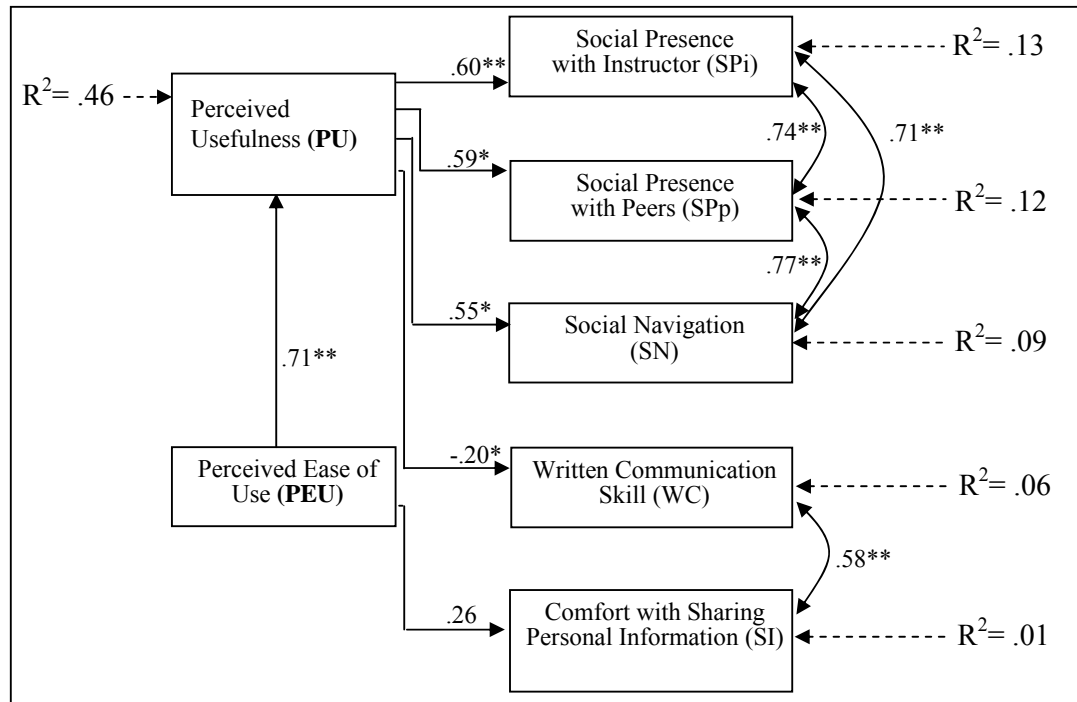 Social Presence
with Instructor (SPi)
R²= .13
.60**
R²= .46
Perceived
Usefulness (PU)
.74**
.71**
.59*
Social Presence
with Peers (SPp)
R²= .12
.77**
.55*
Social Navigation
(SN)
R²= .09
.71**
-.20*
Perceived Ease of
Use (PEU)
Written Communication
Skill (WC)
R²= .06
.58**
.26
Comfort with Sharing
Personal Information (SI)
R²= .01